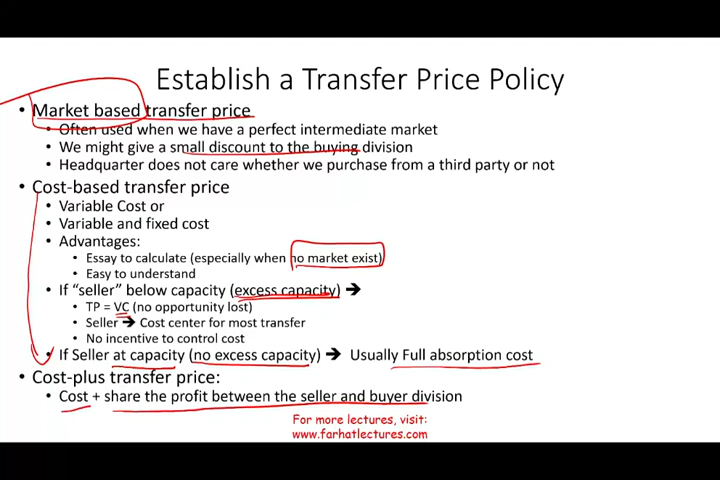 Establish a Transfer Price Policy
• Market based transfer price
• Often used when we have a perfect intermediate market
• We might give a small discount to the buying division
• Headquarter does not care whether we purchase from a third party or not
• Cost-based transfer price
• Variable Cost or
• Variable and fixed cost
• Advantages:
• Essay to calculate (especially when no market exist)
• Easy to understand
• If “seller” below capacity (excess capacity) ➔
• TP = VC (no opportunity lost)
• Seller ➔ Cost center for most transfer
• No incentive to control cost
• If Seller at capacity (no excess capacity) ➔ Usually Full absorption cost
• Cost-plus transfer price:
• Cost + share the profit between the seller and buyer division
For more lectures, visit:
www.farhatlectures.com